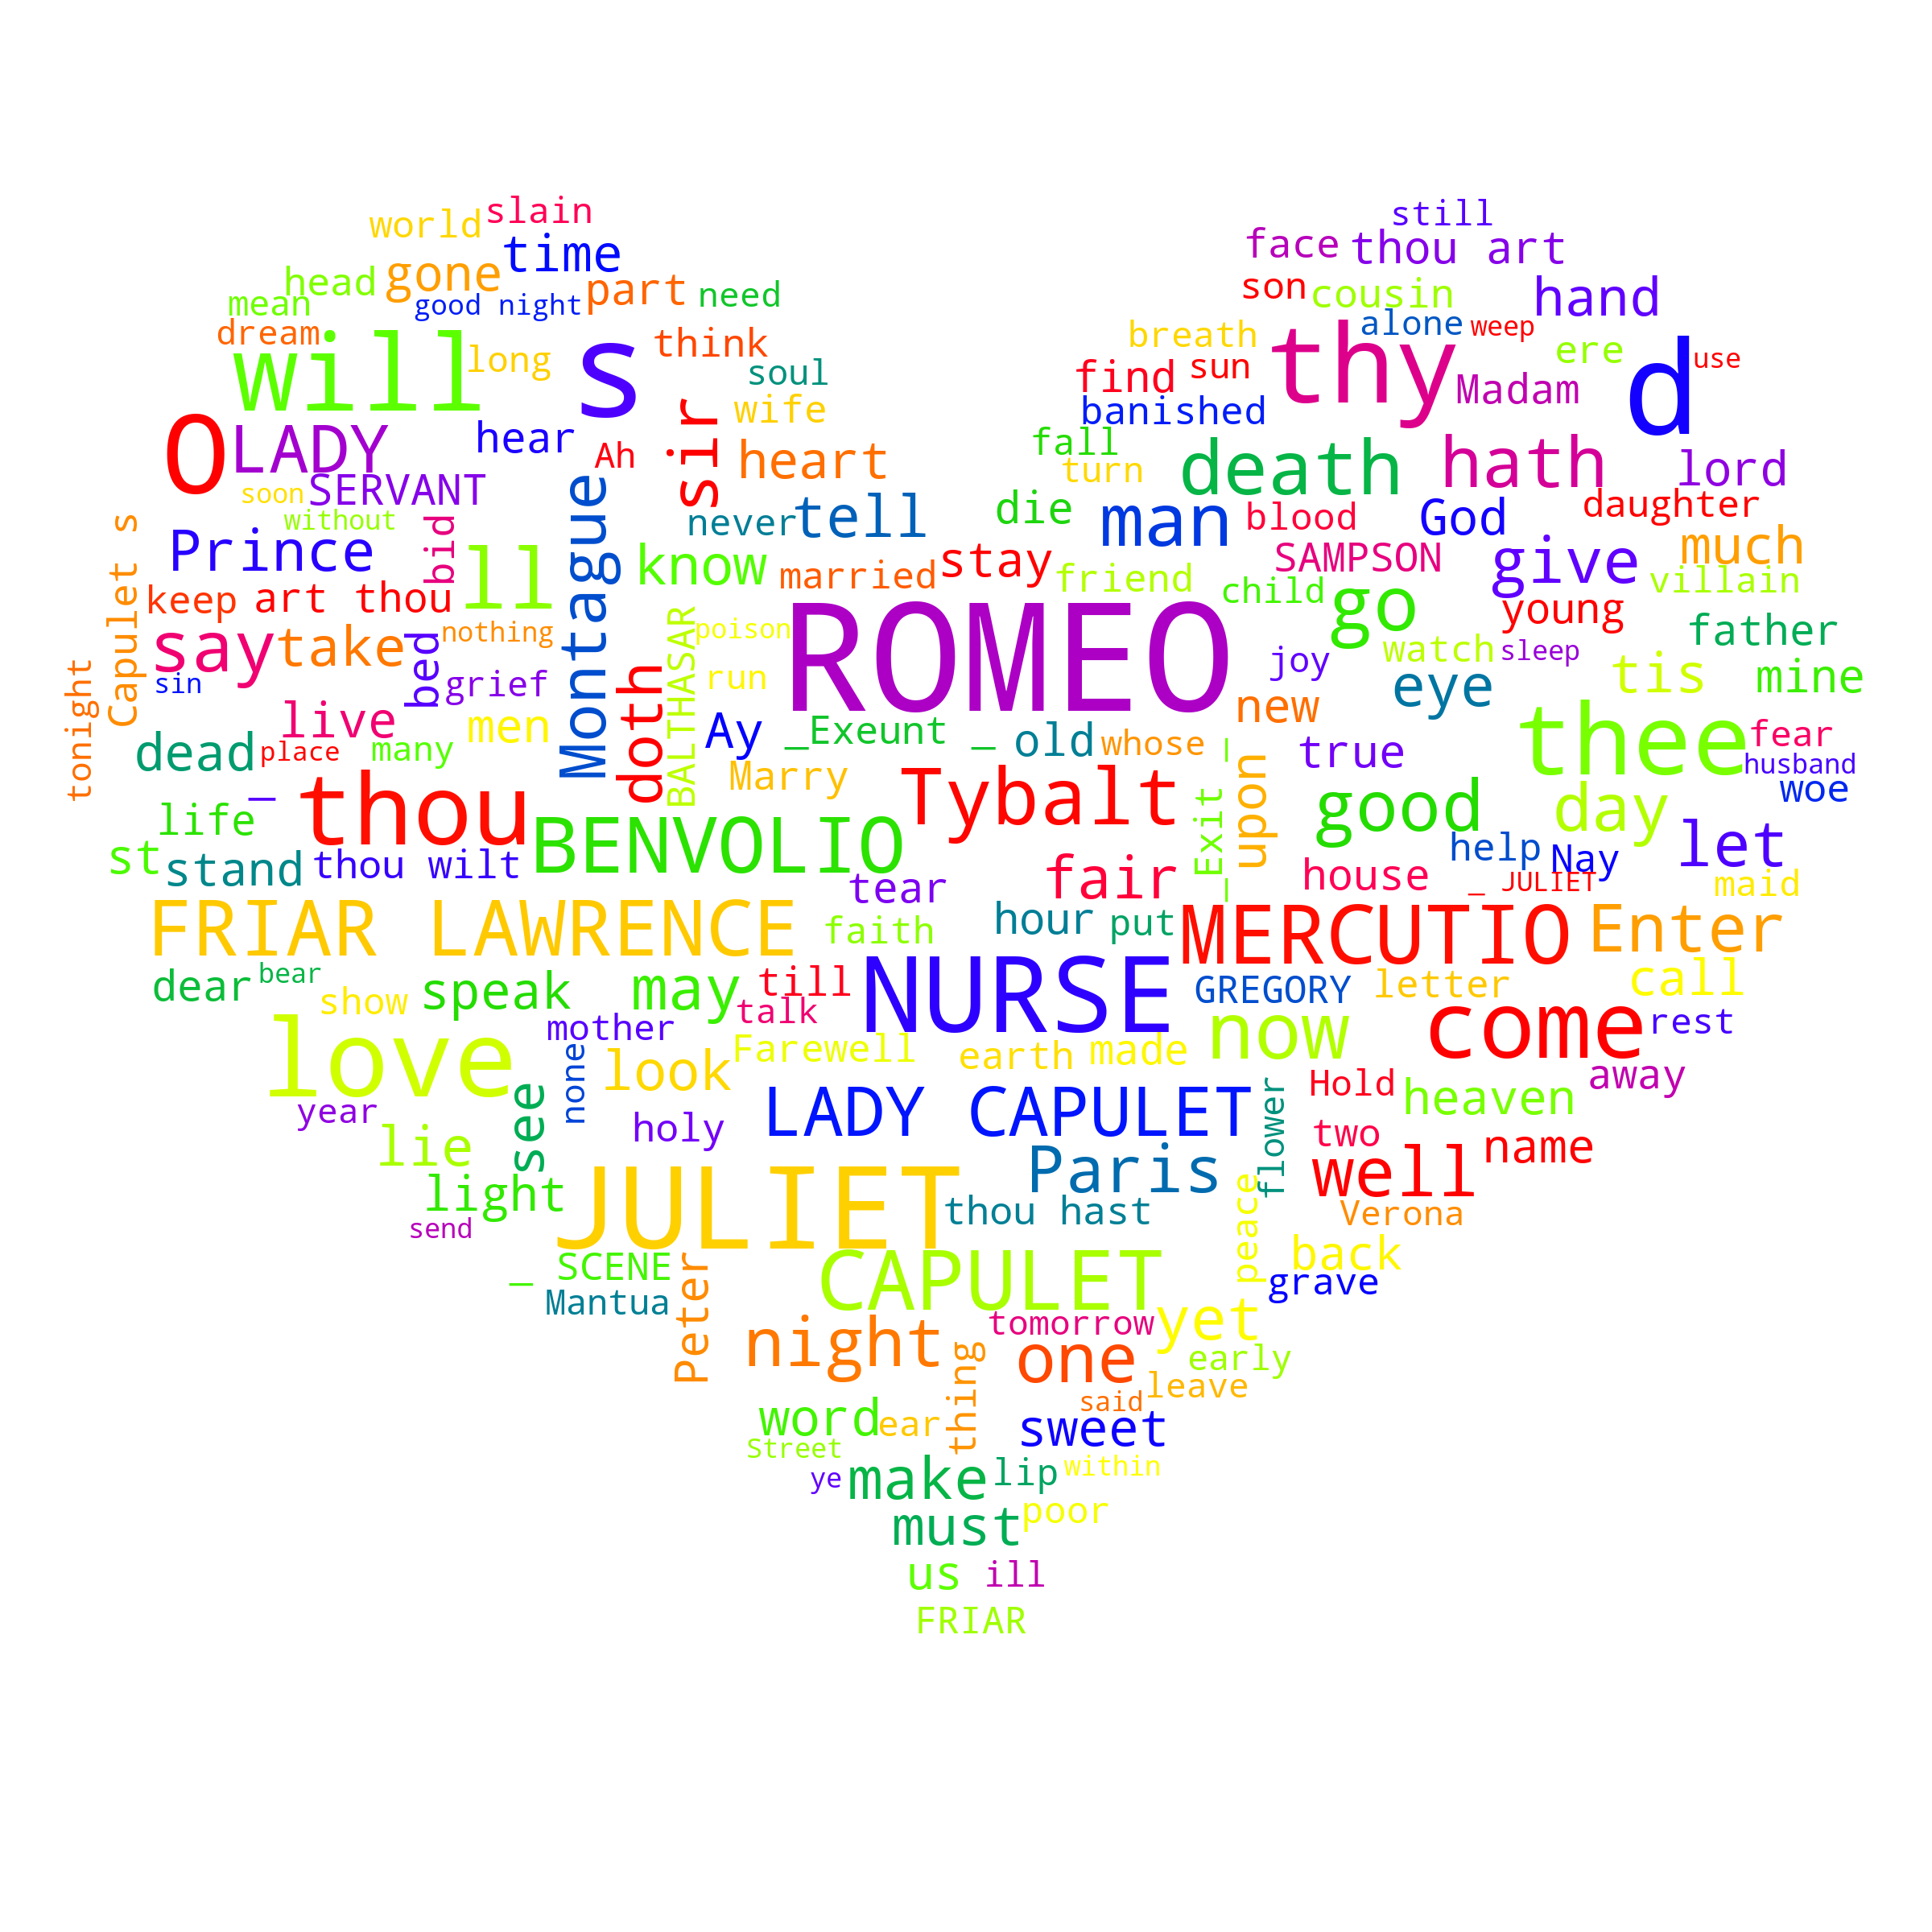 world slain still
head gone time face thou art
mean good night part need son cousin hand
dream will long s think breath alone weep thy ere d use
soul find sun Madam
O LADY hear Ah sir wife banished
heart fall death hath lord
soon SERVANT turn
without never tell die man blood God daughter
Capulet s Prince bid ll Montague know married stay friend SAMPSON give much
keep art thou child go villain
young
say take bed nothing BALTHASAR poison ROMEO watch sleep father
tonight sin grief doth run joy eye tis mine
live men Ay _Exeunt _ old new
dead place many whose _ true thee fear
_ Marry husband
thou Tybalt _Exit upon good day woe
life BENVOLIO
st stand thou wilt tear fair house help Nay let
_ JULIET maid
FRIAR LAWRENCE faith hour put MERCUTIO Enter
dear bear speak may till NURSE GREGORY letter call
show talk come rest
love mother none look Farewell earth made now
year see LADY CAPULET flower Hold heaven away
lie holy two name
light JULIET Paris well
send thou hast peace Verona
_ SCENE Peter CAPULET back
Mantua grave
night thing tomorrow yet
one early
leave
word ear said
Street sweet
ye make lip within
must poor
us ill
FRIAR